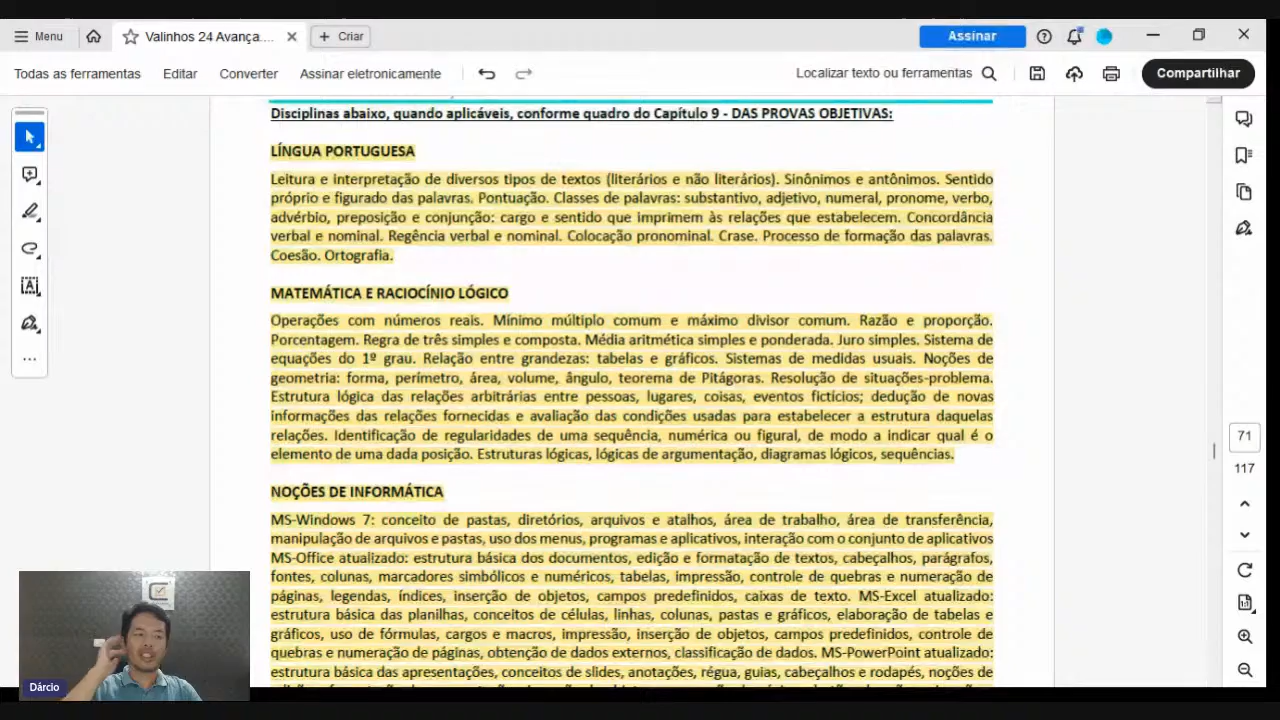 Menu
Valinhos 24 Avança....
Criar
Assinar
Todas as ferramentas
Editar
Converter
Assinar eletronicamente
Localizar texto ou ferramentas
Compartilhar
Disciplinas abaixo, quando aplicáveis, conforme quadro do Capítulo 9 - DAS PROVAS OBJETIVAS:
LÍNGUA PORTUGUESA
Leitura e interpretação de diversos tipos de textos (literários e não literários). Sinônimos e antônimos. Sentido
próprio e figurado das palavras. Pontuação. Classes de palavras: substantivo, adjetivo, numeral, pronome, verbo,
advérbio, preposição e conjunção: cargo e sentido que imprimem às relações que estabelecem. Concordância
verbal e nominal. Regência verbal e nominal. Colocação pronominal. Crase. Processo de formação das palavras.
Coesão. Ortografia.
MATEMÁTICA E RACIOCÍNIO LÓGICO
Operações com números reais. Mínimo múltiplo comum e máximo divisor comum. Razão e proporção.
Porcentagem. Regra de três simples e composta. Média aritmética simples e ponderada. Juro simples. Sistema de
equações do 1º grau. Relação entre grandezas: tabelas e gráficos. Sistemas de medidas usuais. Noções de
geometria: forma, perímetro, área, volume, ângulo, teorema de Pitágoras. Resolução de situações-problema.
Estrutura lógica das relações arbitrárias entre pessoas, lugares, coisas, eventos fictícios; dedução de novas
informações das relações fornecidas e avaliação das condições usadas para estabelecer a estrutura daquelas
relações. Identificação de regularidades de uma sequência, numérica ou figural, de modo a indicar qual é o
elemento de uma dada posição. Estruturas lógicas, lógicas de argumentação, diagramas lógicos, sequências.
NOÇÕES DE INFORMÁTICA
MS-Windows 7: conceito de pastas, diretórios, arquivos e atalhos, área de trabalho, área de transferência,
manipulação de arquivos e pastas, uso dos menus, programas e aplicativos, interação com o conjunto de aplicativos
MS-Office atualizado: estrutura básica dos documentos, edição e formatação de textos, cabeçalhos, parágrafos,
fontes, colunas, marcadores simbólicos e numéricos, tabelas, impressão, controle de quebras e numeração de
páginas, legendas, índices, inserção de objetos, campos predefinidos, caixas de texto. MS-Excel atualizado:
estrutura básica das planilhas, conceitos de células, linhas, colunas, pastas e gráficos, elaboração de tabelas e
gráficos, uso de fórmulas, cargos e macros, impressão, inserção de objetos, campos predefinidos, controle de
quebras e numeração de páginas, obtenção de dados externos, classificação de dados. MS-PowerPoint atualizado:
estrutura básica das apresentações, conceitos de slides, anotações, régua, guias, cabeçalhos e rodapés, noções de
71
117
Dárcio